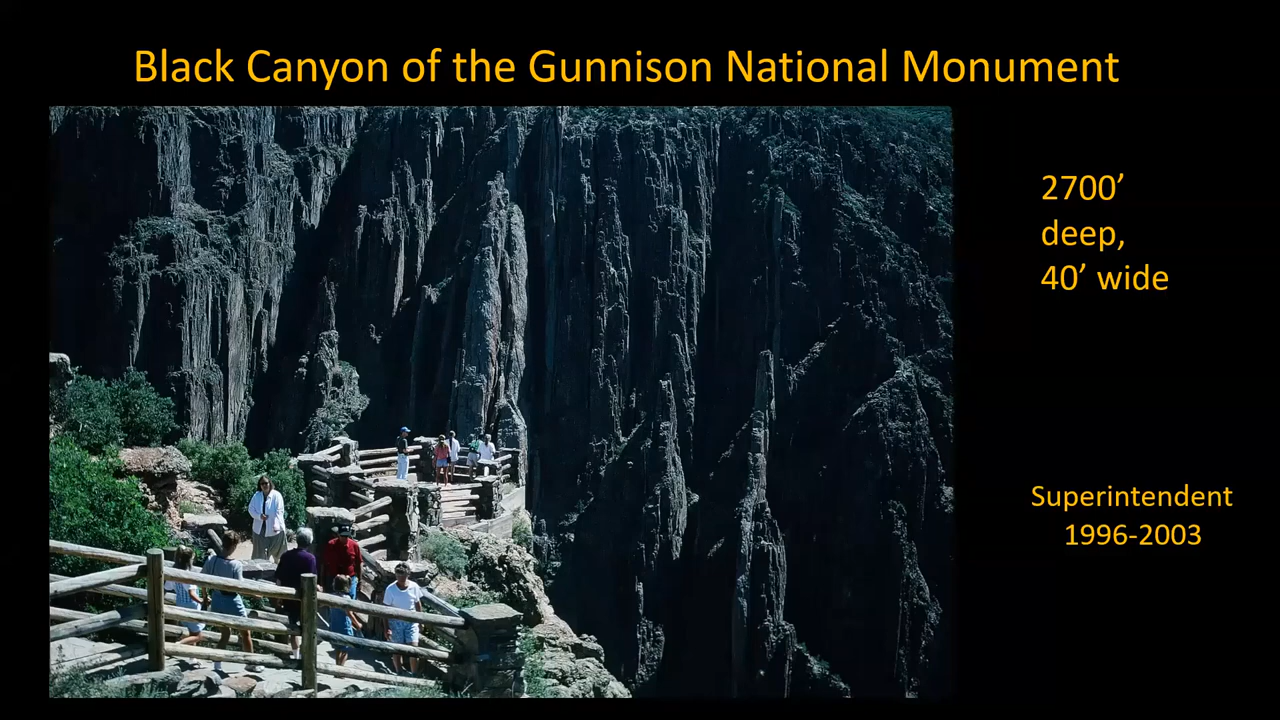 Black Canyon of the Gunnison National Monument
2700’
deep,
40’ wide
Superintendent
1996-2003